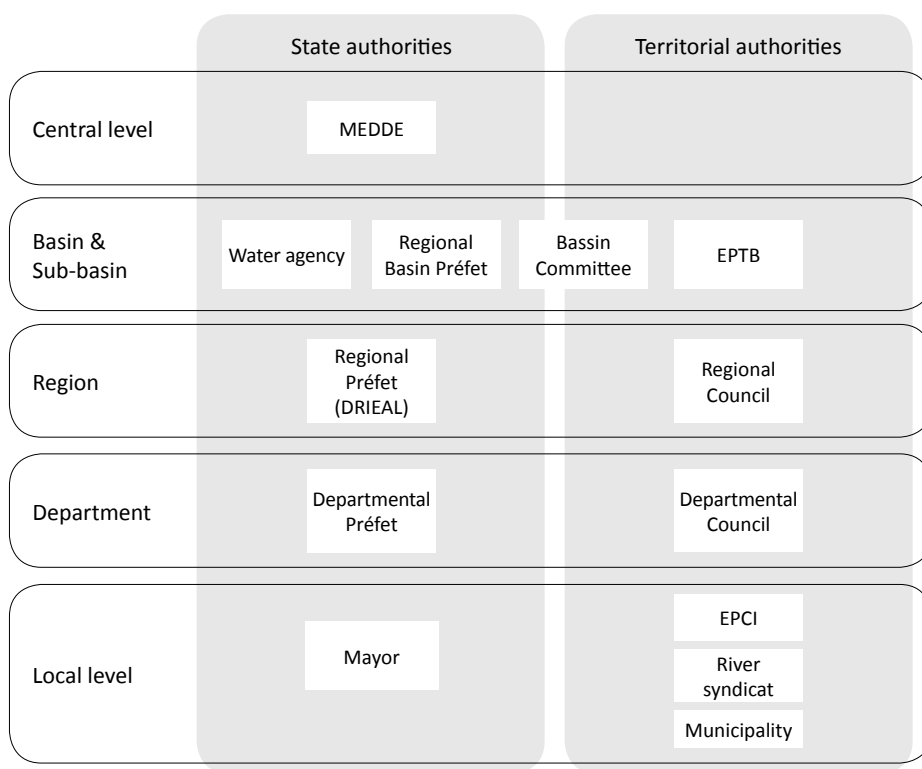 State authorities
Territorial authorities
Central level
MEDDE
Basin &
Sub-basin
Water agency
Regional
Basin Préfet
Bassin
Committee
EPTB
Region
Regional
Préfet
(DRIEAL)
Regional
Council
Department
Departmental
Préfet
Departmental
Council
Local level
Mayor
EPCI
River
syndicat
Municipality